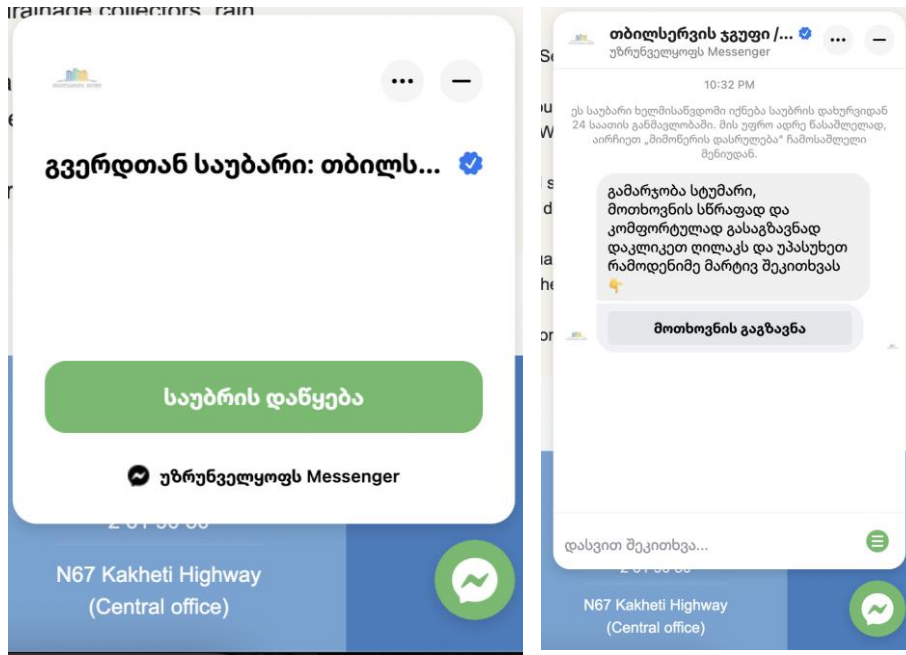 drainage collectors, rain
გვერდთან საუბარი: თბილს...
საუბრის დაწყება
უზრუნველყოფს Messenger
N67 Kakheti Highway
(Central office)
თბილსერვის ჯგუფი /...
უზრუნველყოფს Messenger
10:32 PM
ეს საუბარი ხელმისაწვდომი იქნება საუბრის დახურვიდან
24 საათის განმავლობაში. მის უფრო ადრე წასაშლელად,
აირჩიეთ „მიმოწერის დასრულება“ ჩამოსაშლელი
მენიუდან.
გამარჯობა სტუმარი,
მოთხოვნის სწრაფად და
კომფორტულად გასაგზავნად
დაკლიკეთ ღილაკს და უპასუხეთ
რამოდენიმე მარტივ შეკითხვას
👇
მოთხოვნის გაგზავნა
დასვით შეკითხვა...
N67 Kakheti Highway
(Central office)